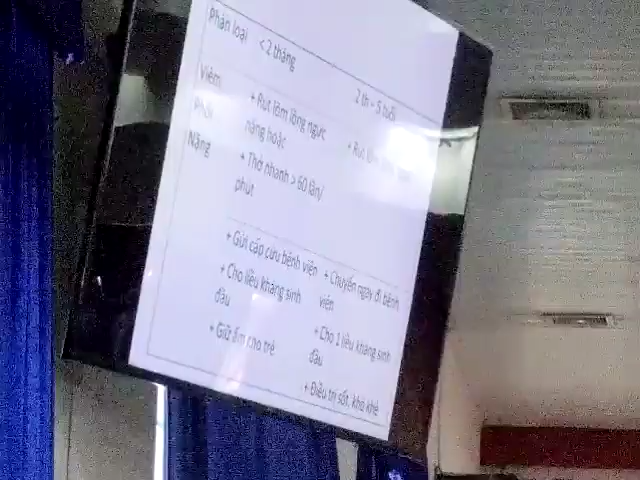 Phân loại < 2 tháng 2 th – 5 tuổi
Viêm
Phổi
Nặng
+ Rút lõm lồng ngực
nặng hoặc
+ Thở nhanh > 60 lần/
phút
+ Rút
+ Gửi cấp cứu bệnh viện
+ Cho liều kháng sinh
đầu
+ Giữ ấm cho trẻ
+ Chuyển ngay đi bệnh
viện
+ Cho 1 liều kháng sinh
đầu
+ Điều trị sốt, khò khè